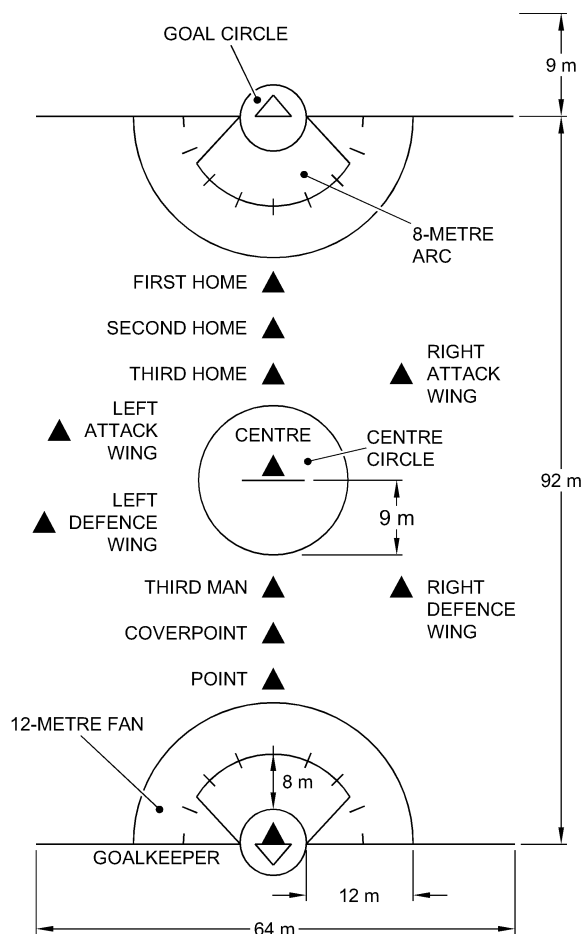 GOAL CIRCLE
9 m
8-METRE
ARC
FIRST HOME
SECOND HOME
THIRD HOME
RIGHT
ATTACK
WING
LEFT
ATTACK
WING
CENTRE
CENTRE
CIRCLE
92 m
LEFT
DEFENCE
WING
9 m
THIRD MAN
RIGHT
DEFENCE
WING
COVERPOINT
POINT
12-METRE FAN
8 m
GOALKEEPER
12 m
64 m